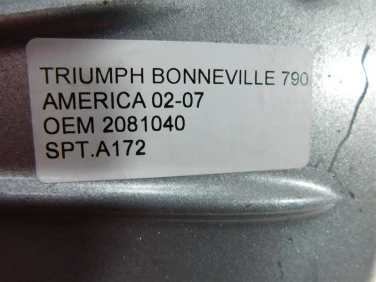 TRIUMPH BONNEVILLE 790
AMERICA 02-07
OEM 2081040
SPT.A172